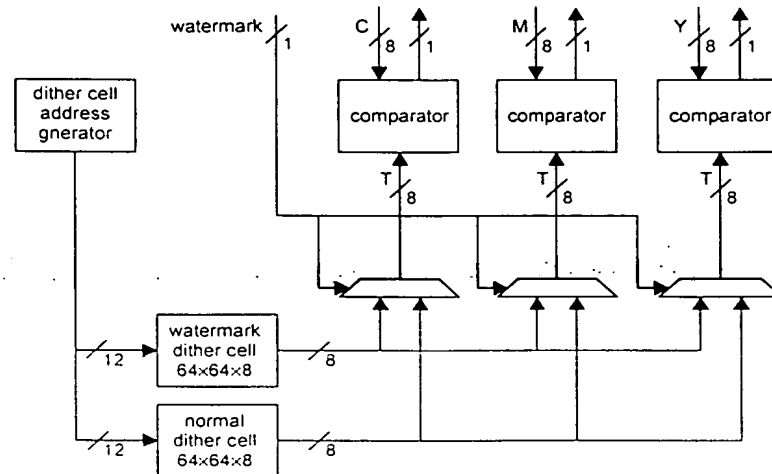 watermark
1
C
8
1
M
8
1
Y
8
1
dither cell
address
gnerator
comparator
comparator
comparator
T
8
T
8
T
8
12
watermark
dither cell
64×64×8
8
12
normal
dither cell
64×64×8
8